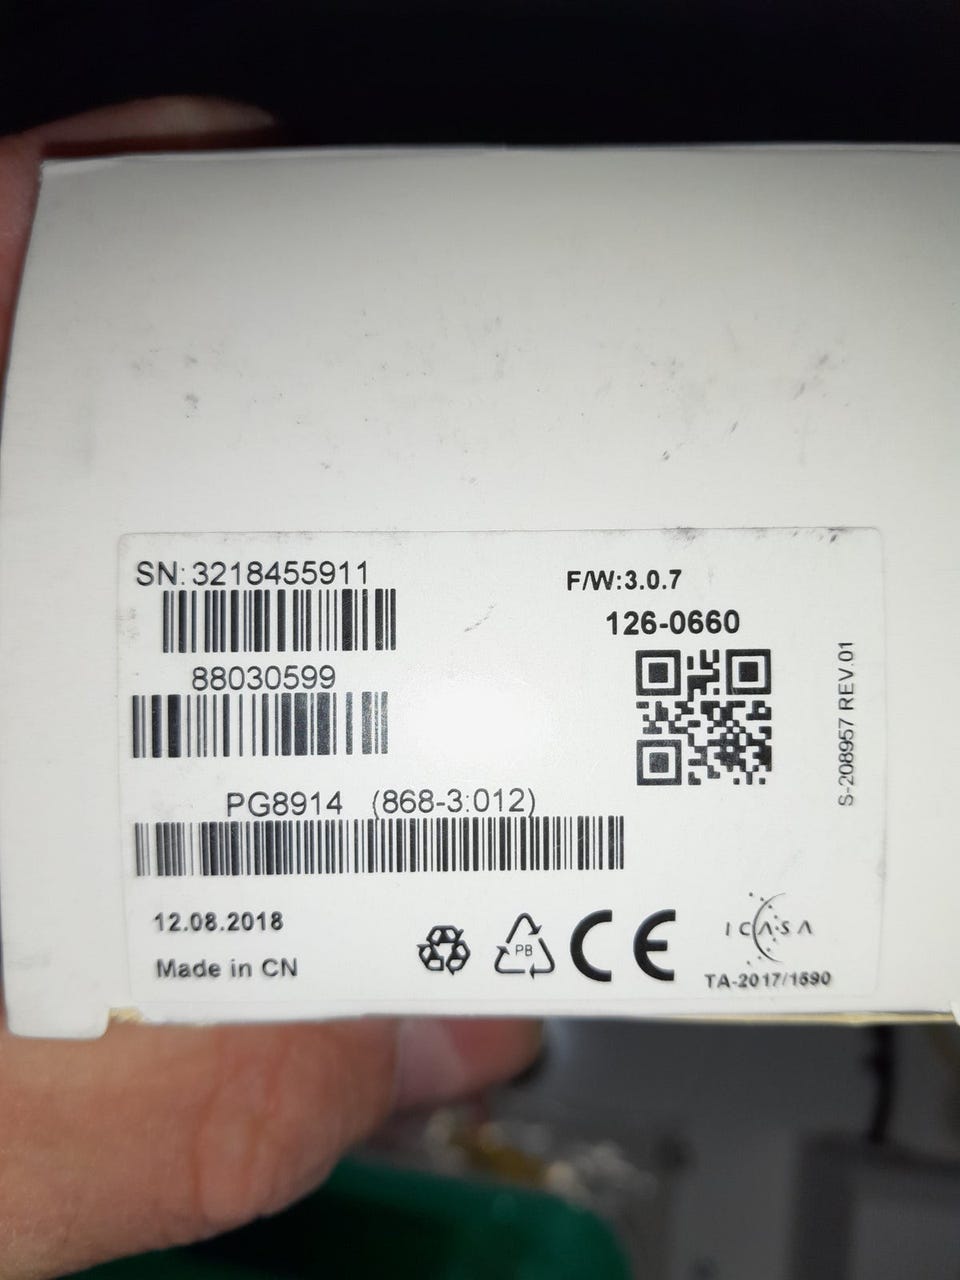 SN: 3218455911
F/W:3.0.7
126-0660
88030599
PG8914 (868-3:012)
S-208957 REV.01
12.08.2018
Made in CN
PB
CE
ICASA
TA-2017/1690